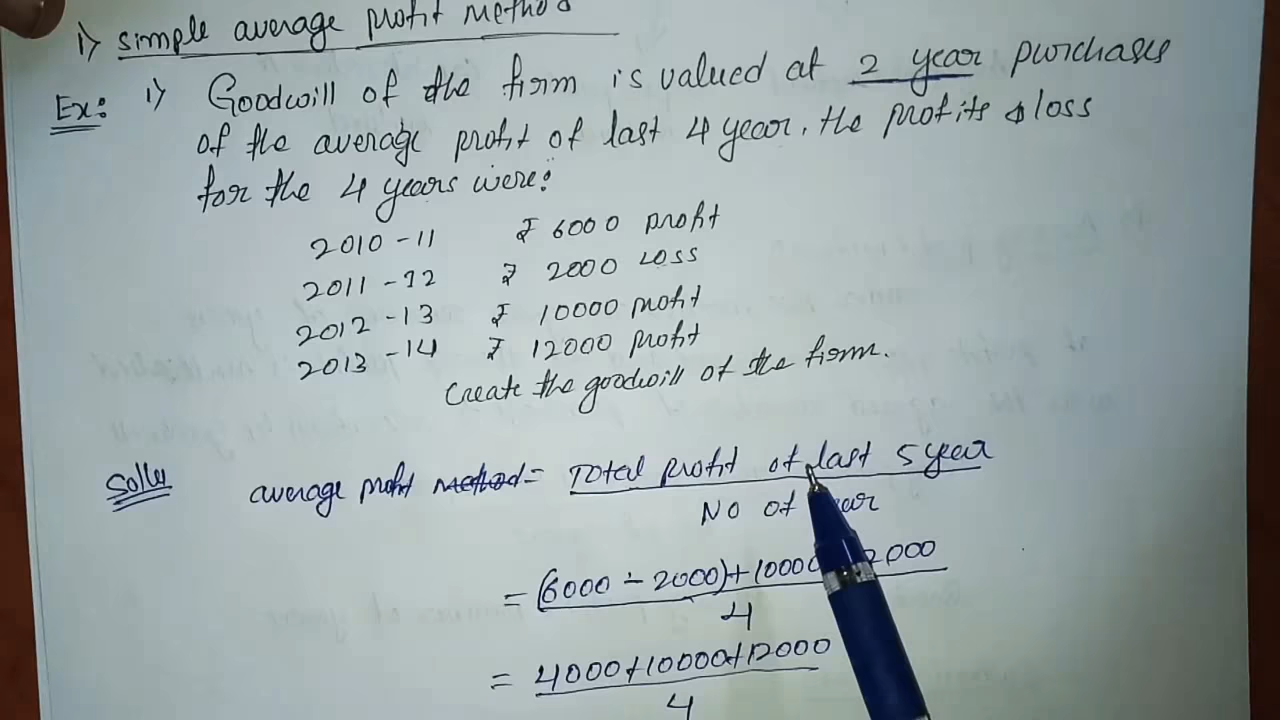 1) simple average profit method
Ex: 1) Goodwill of the firm is valued at 2 year purchases
of the average profit of last 4 year. the profits & loss
for the 4 years were:
2010-11 ₹ 6000 profit
2011-12 ₹ 2000 Loss
2012-13 ₹ 10000 profit
2013-14 ₹ 12000 profit
Create the goodwill of the firm.
average profit method = Total profit of last 5 year
No of
= (6000 - 2000) + 10000 2000
4
= 4000+10000+12000
4